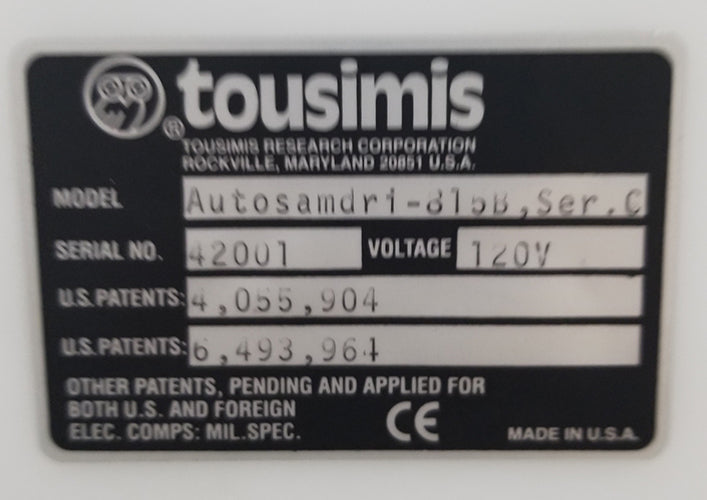 tousimis
®
TOUSIMIS RESEARCH CORPORATION
ROCKVILLE, MARYLAND 20851 U.S.A.
MODEL Autosamdri-815B,Ser.C
SERIAL NO. 42001 VOLTAGE 120V
U.S. PATENTS: 4,055,904
U.S. PATENTS: 6,493,964
OTHER PATENTS, PENDING AND APPLIED FOR
BOTH U.S. AND FOREIGN
ELEC. COMPS: MIL.SPEC. CE MADE IN U.S.A.